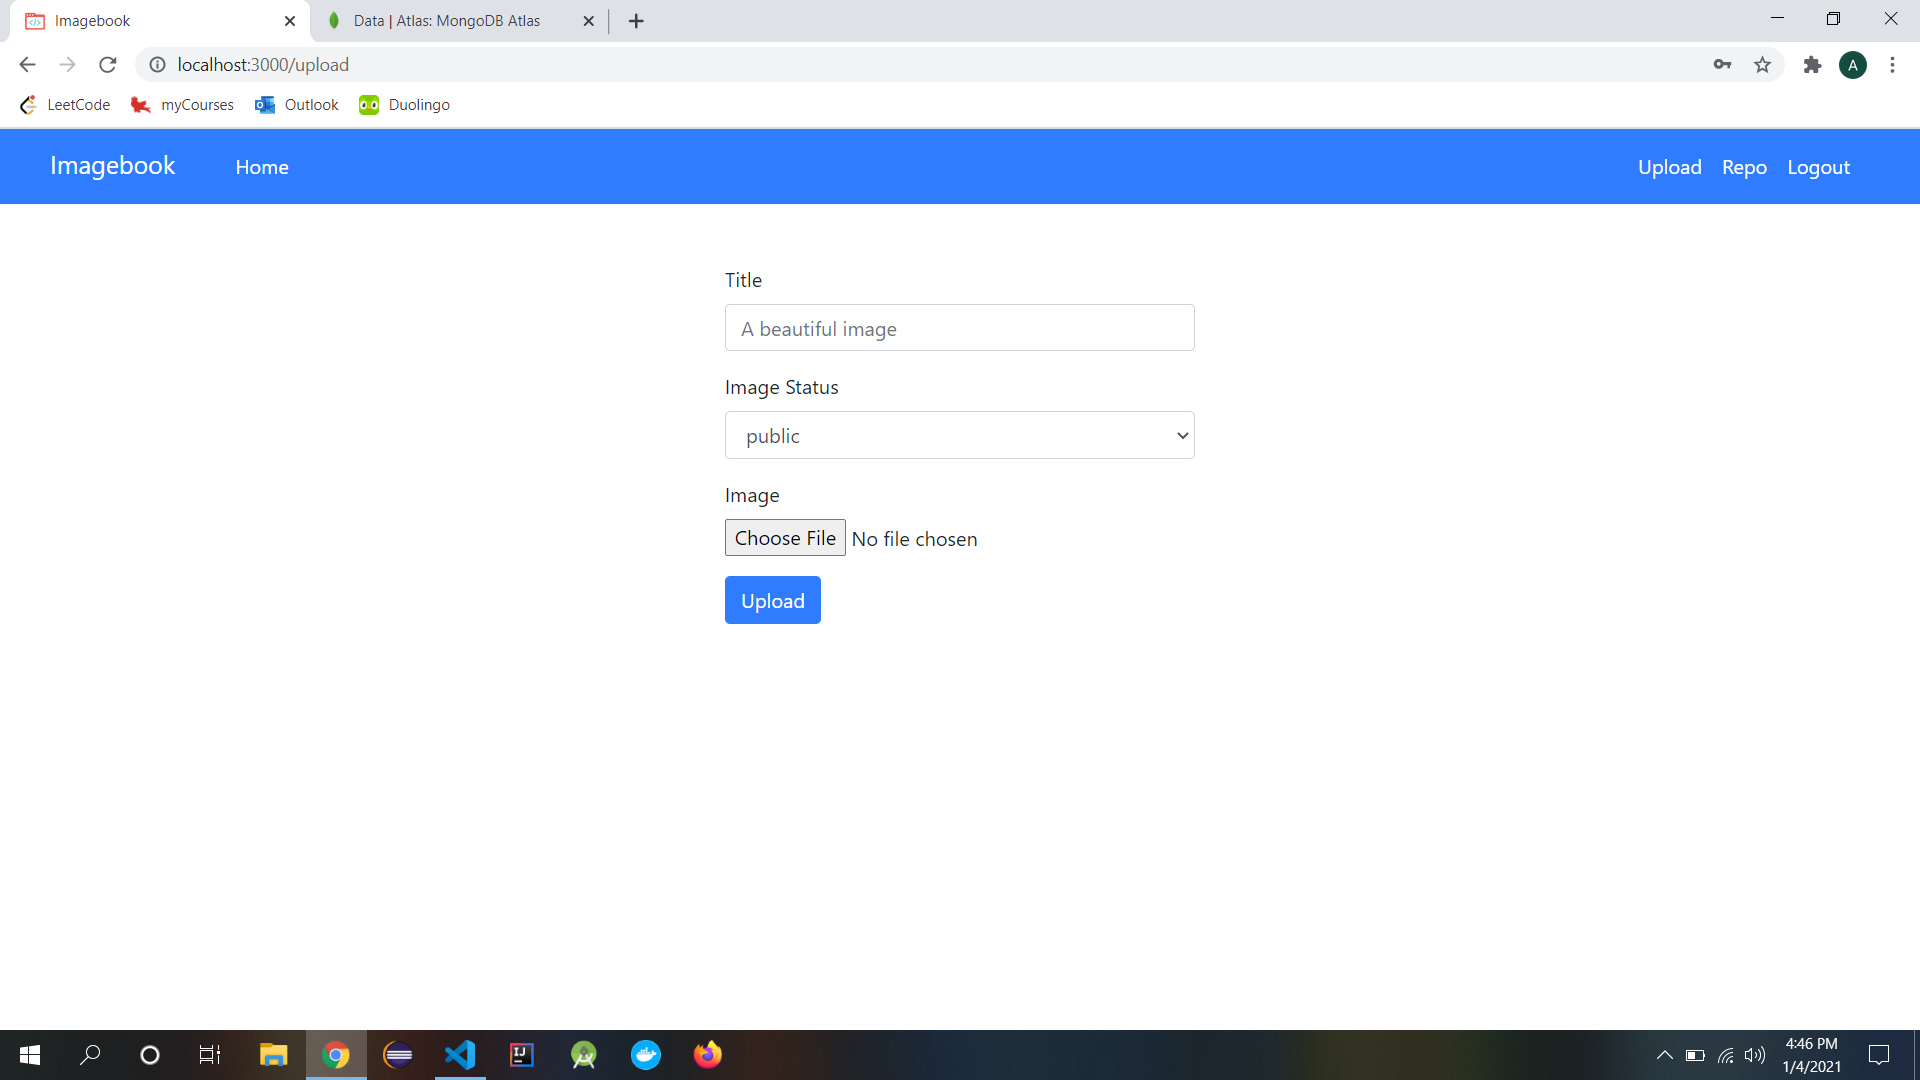 Imagebook
Data | Atlas: MongoDB Atlas
localhost:3000/upload
A
LeetCode
myCourses
Outlook
Duolingo
Imagebook
Home
Upload
Repo
Logout
Title
A beautiful image
Image Status
public
Image
Choose File No file chosen
Upload
IJ
4:46 PM
1/4/2021